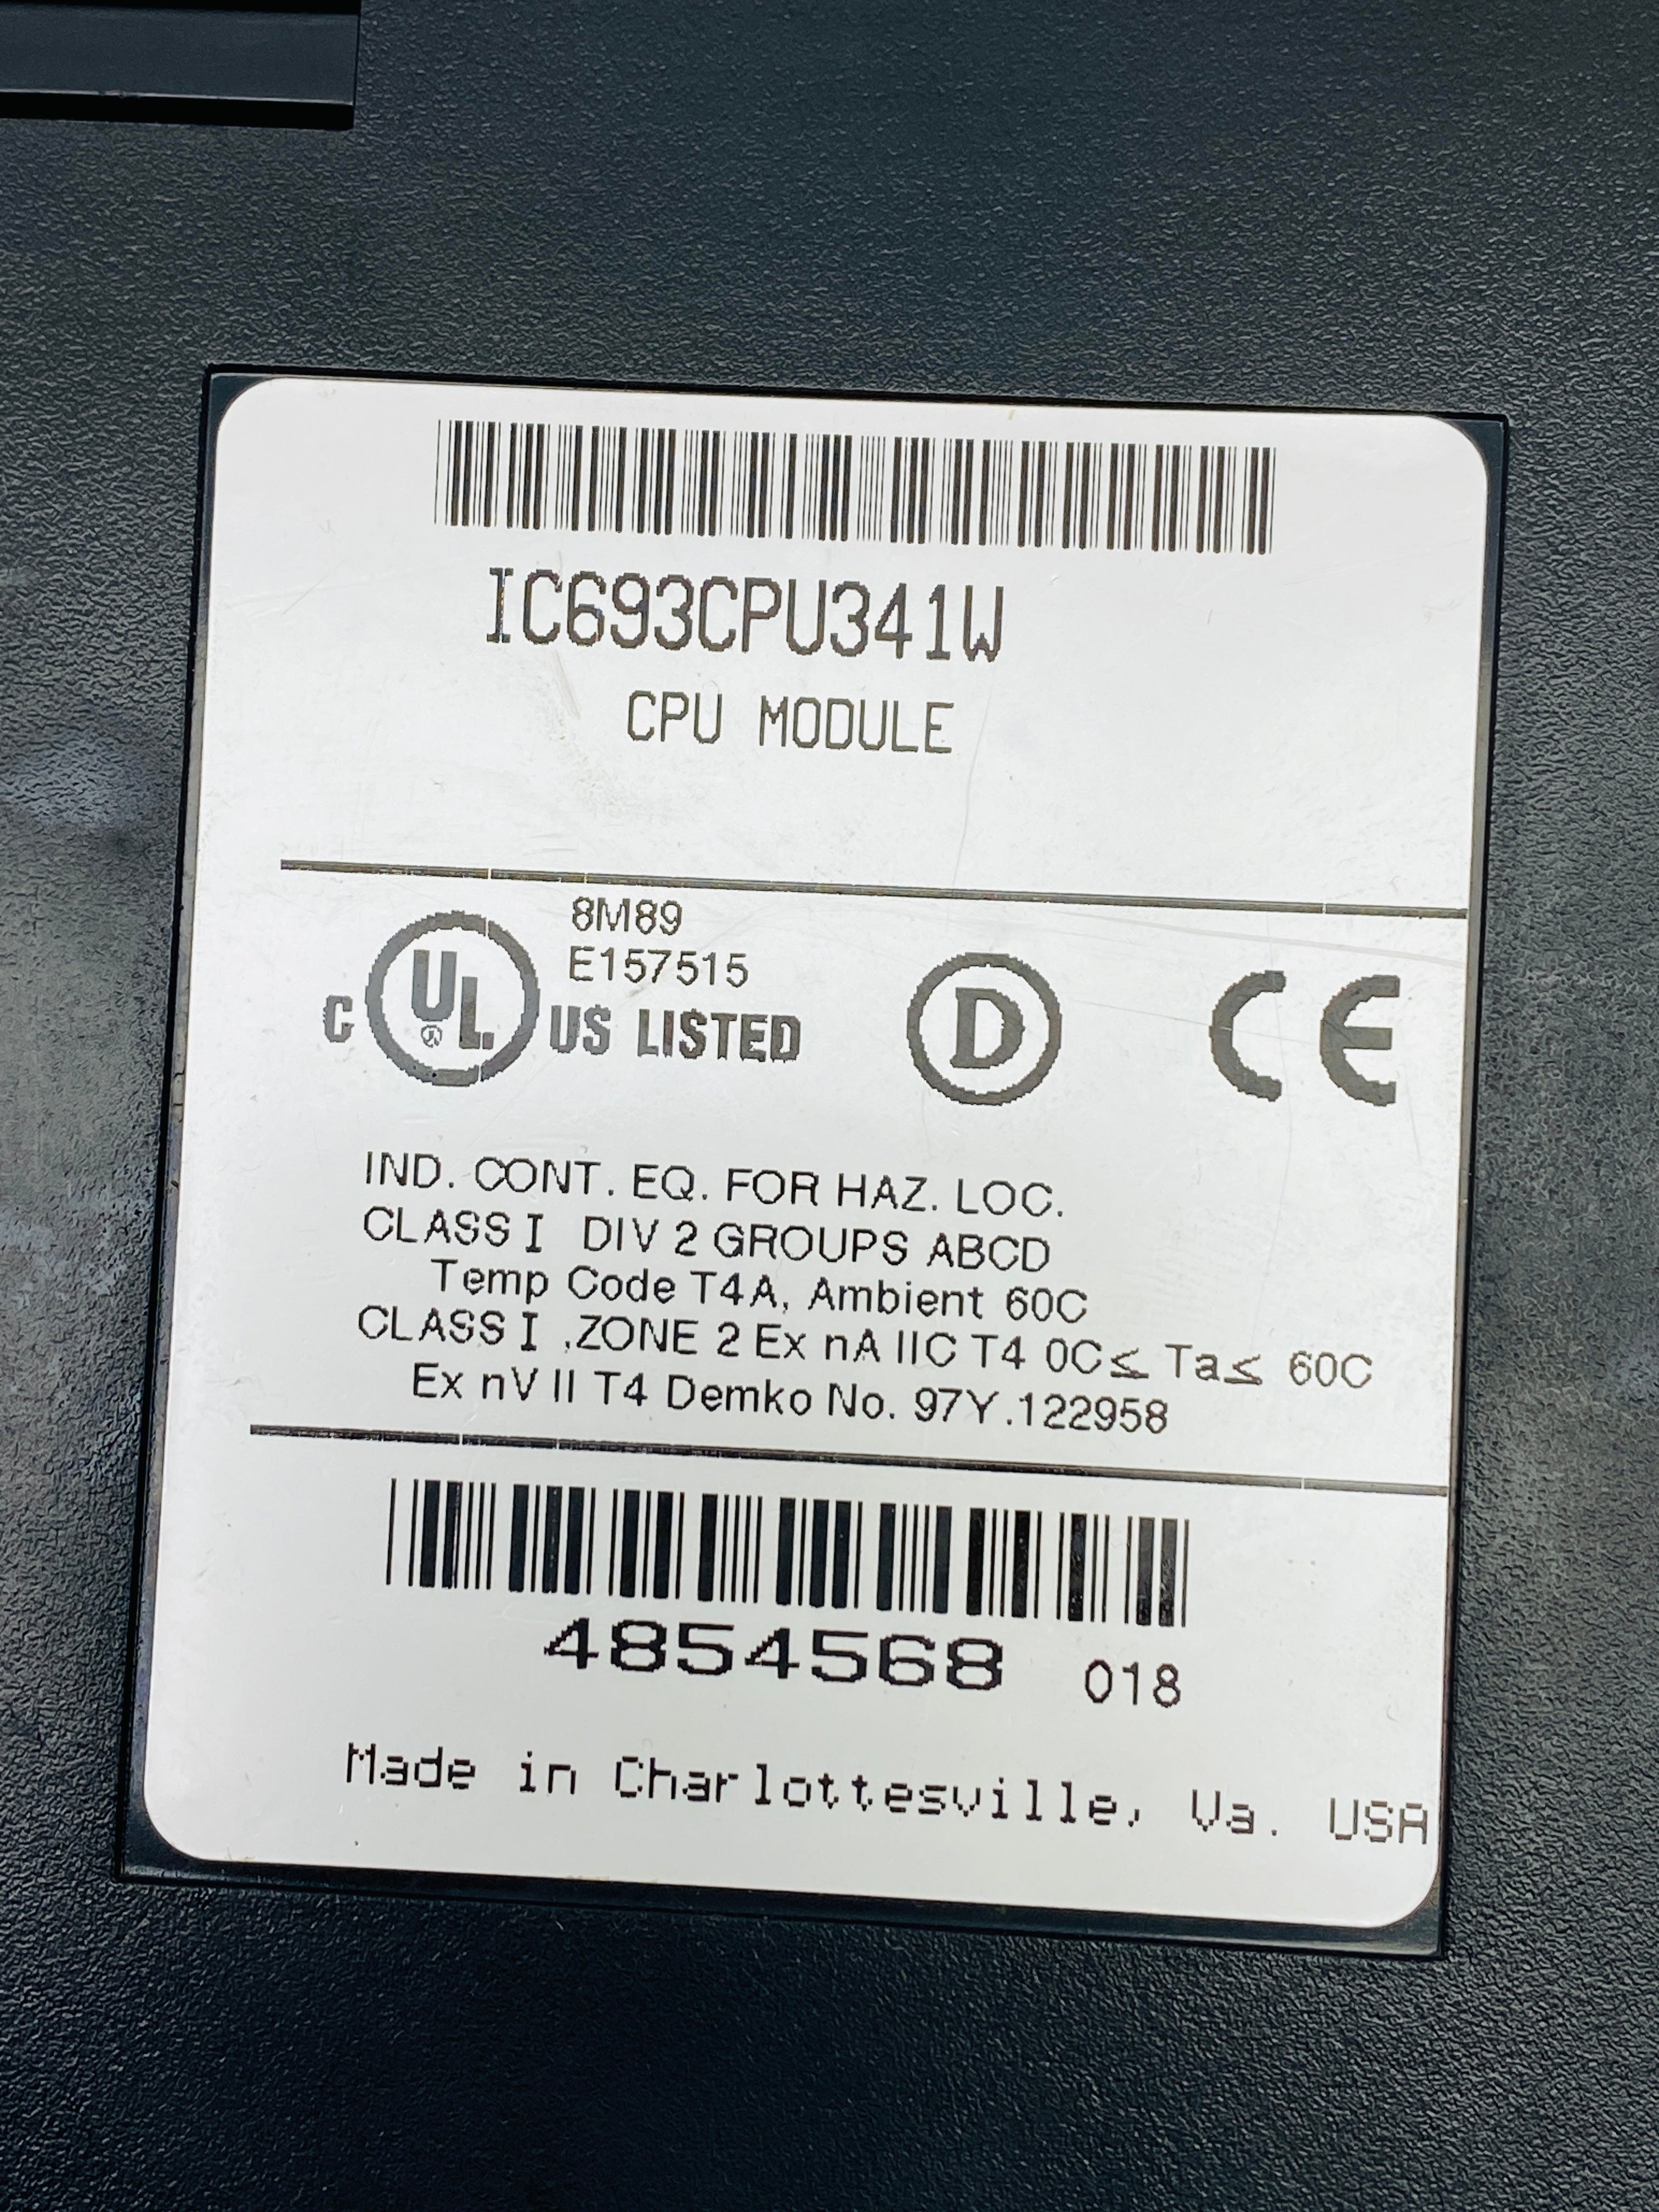 IC693CPU341W
CPU MODULE
8M89
E157515
C UL US LISTED
D
CE
IND. CONT. EQ. FOR HAZ. LOC.
CLASS I DIV 2 GROUPS ABCD
Temp Code T4A, Ambient 60C
CLASS I ,ZONE 2 Ex nA IIC T4 0C≤ Ta≤ 60C
Ex nV II T4 Demko No. 97Y.122958
4854568 018
Made in Charlottesville, Va. USA